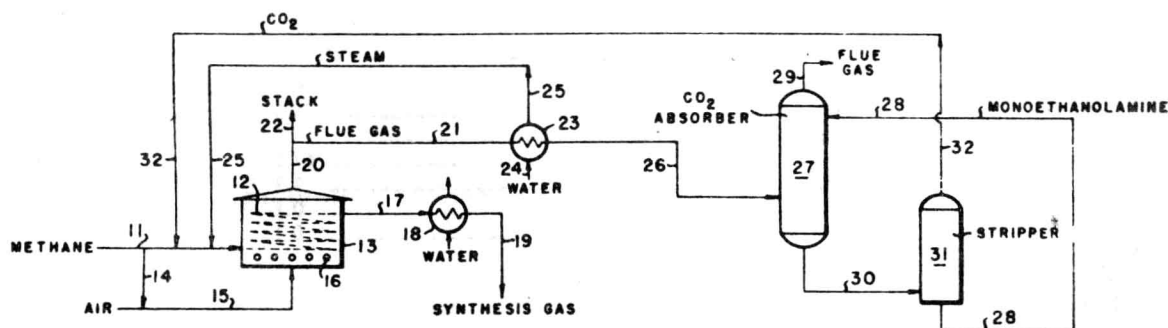 CO2
STEAM
STACK
22
FLUE GAS
21
25
23
24
WATER
29
FLUE GAS
CO2 ABSORBER
28
MONOETHANOLAMINE
32
25
20
12
17
26
27
32
METHANE
11
13
18
19
WATER
14
16
STRIPPER
31
30
AIR
15
SYNTHESIS GAS
28